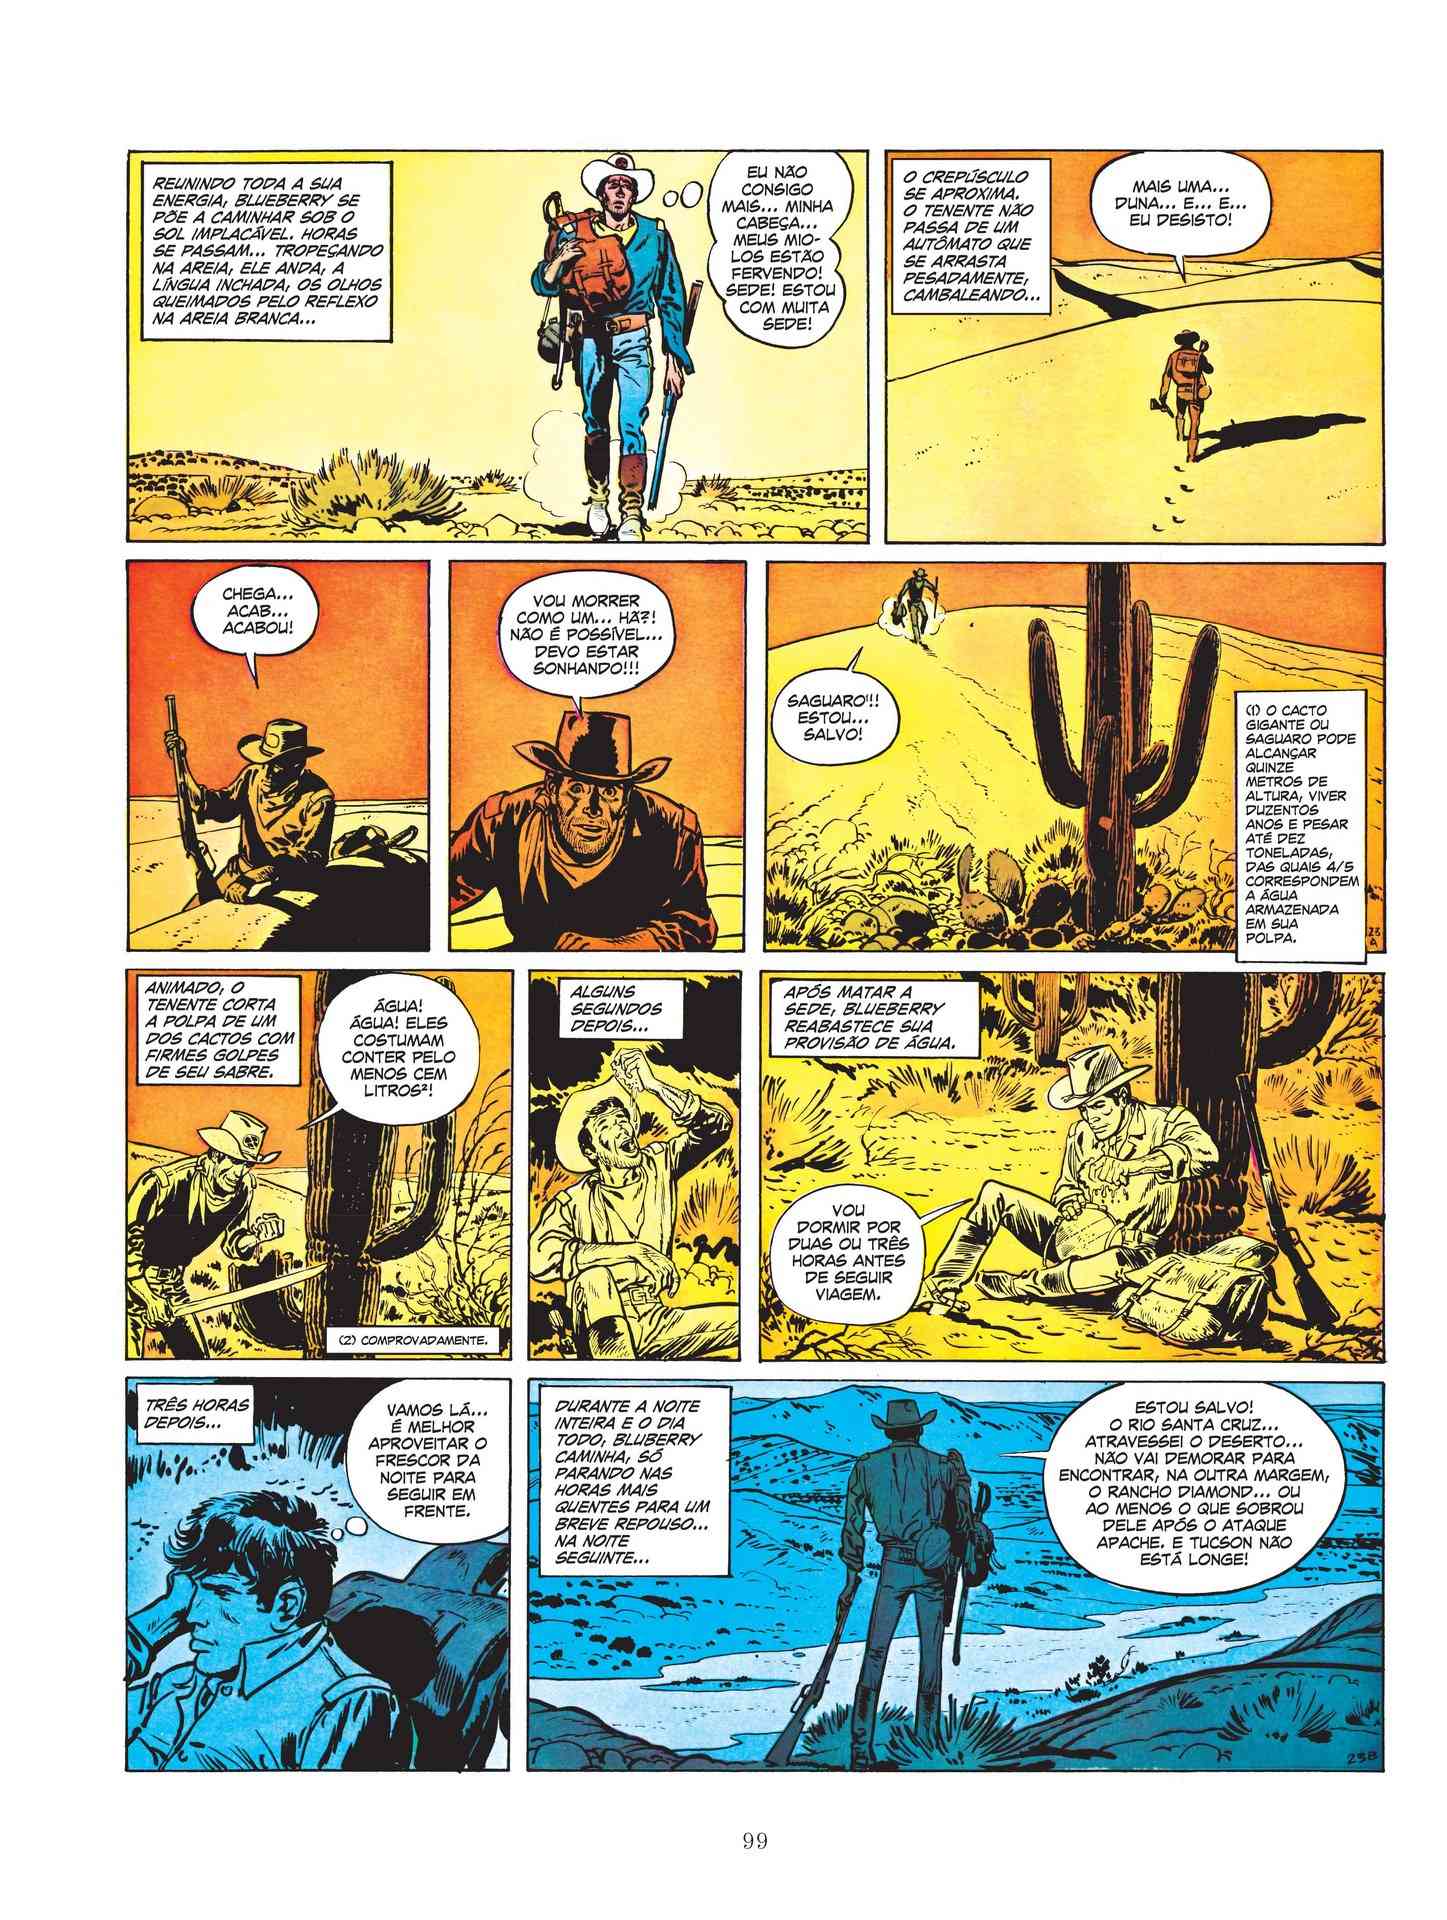 REUNINDO TODA A SUA
ENERGIA, BLUEBERRY SE
PÕE A CAMINHAR SOB O
SOL IMPLACÁVEL. HORAS
SE PASSAM... TROPEÇANDO
NA AREIA, ELE ANDA, A
LÍNGUA INCHADA, OS OLHOS
QUEIMADOS PELO REFLEXO
NA AREIA BRANCA...
EU NÃO
CONSIGO
MAIS... MINHA
CABEÇA...
MEUS MIO-
LOS ESTÃO
FERVENDO!
SEDE! ESTOU
COM MUITA
SEDE!
O CREPÚSCULO
SE APROXIMA.
O TENENTE NÃO
PASSA DE UM
AUTÔMATO QUE
SE ARRASTA
PESADAMENTE,
CAMBALEANDO...
MAIS UMA...
DUNA... E... E...
EU DESISTO!
CHEGA...
ACAB...
ACABOU!
VOU MORRER
COMO UM... HÃ?!
NÃO É POSSÍVEL...
DEVO ESTAR
SONHANDO!!!
SAGUARO¹!!
ESTOU...
SALVO!
(1) O CACTO
GIGANTE OU
SAGUARO PODE
ALCANÇAR
QUINZE
METROS DE
ALTURA, VIVER
DUZENTOS
ANOS E PESAR
ATÉ DEZ
TONELADAS,
DAS QUAIS 4/5
CORRESPONDEM
A ÁGUA
ARMAZENADA
EM SUA
POLPA.
23
A
ANIMADO, O
TENENTE CORTA
A POLPA DE UM
DOS CACTOS COM
FIRMES GOLPES
DE SEU SABRE.
ÁGUA!
ÁGUA! ELES
COSTUMAM
CONTER PELO
MENOS CEM
LITROS²!
(2) COMPROVADAMENTE.
ALGUNS
SEGUNDOS
DEPOIS...
APÓS MATAR A
SEDE, BLUEBERRY
REABASTECE SUA
PROVISÃO DE ÁGUA.
VOU
DORMIR POR
DUAS OU TRÊS
HORAS ANTES
DE SEGUIR
VIAGEM.
TRÊS HORAS
DEPOIS...
VAMOS LÁ...
É MELHOR
APROVEITAR O
FRESCOR DA
NOITE PARA
SEGUIR EM
FRENTE.
DURANTE A NOITE
INTEIRA E O DIA
TODO, BLUBERRY
CAMINHA, SÓ
PARANDO NAS
HORAS MAIS
QUENTES PARA UM
BREVE REPOUSO...
NA NOITE
SEGUINTE...
ESTOU SALVO!
O RIO SANTA CRUZ...
ATRAVESSEI O DESERTO...
NÃO VAI DEMORAR PARA
ENCONTRAR, NA OUTRA MARGEM,
O RANCHO DIAMOND... OU
AO MENOS O QUE SOBROU
DELE APÓS O ATAQUE
APACHE. E TUCSON NÃO
ESTÁ LONGE!
23B
99